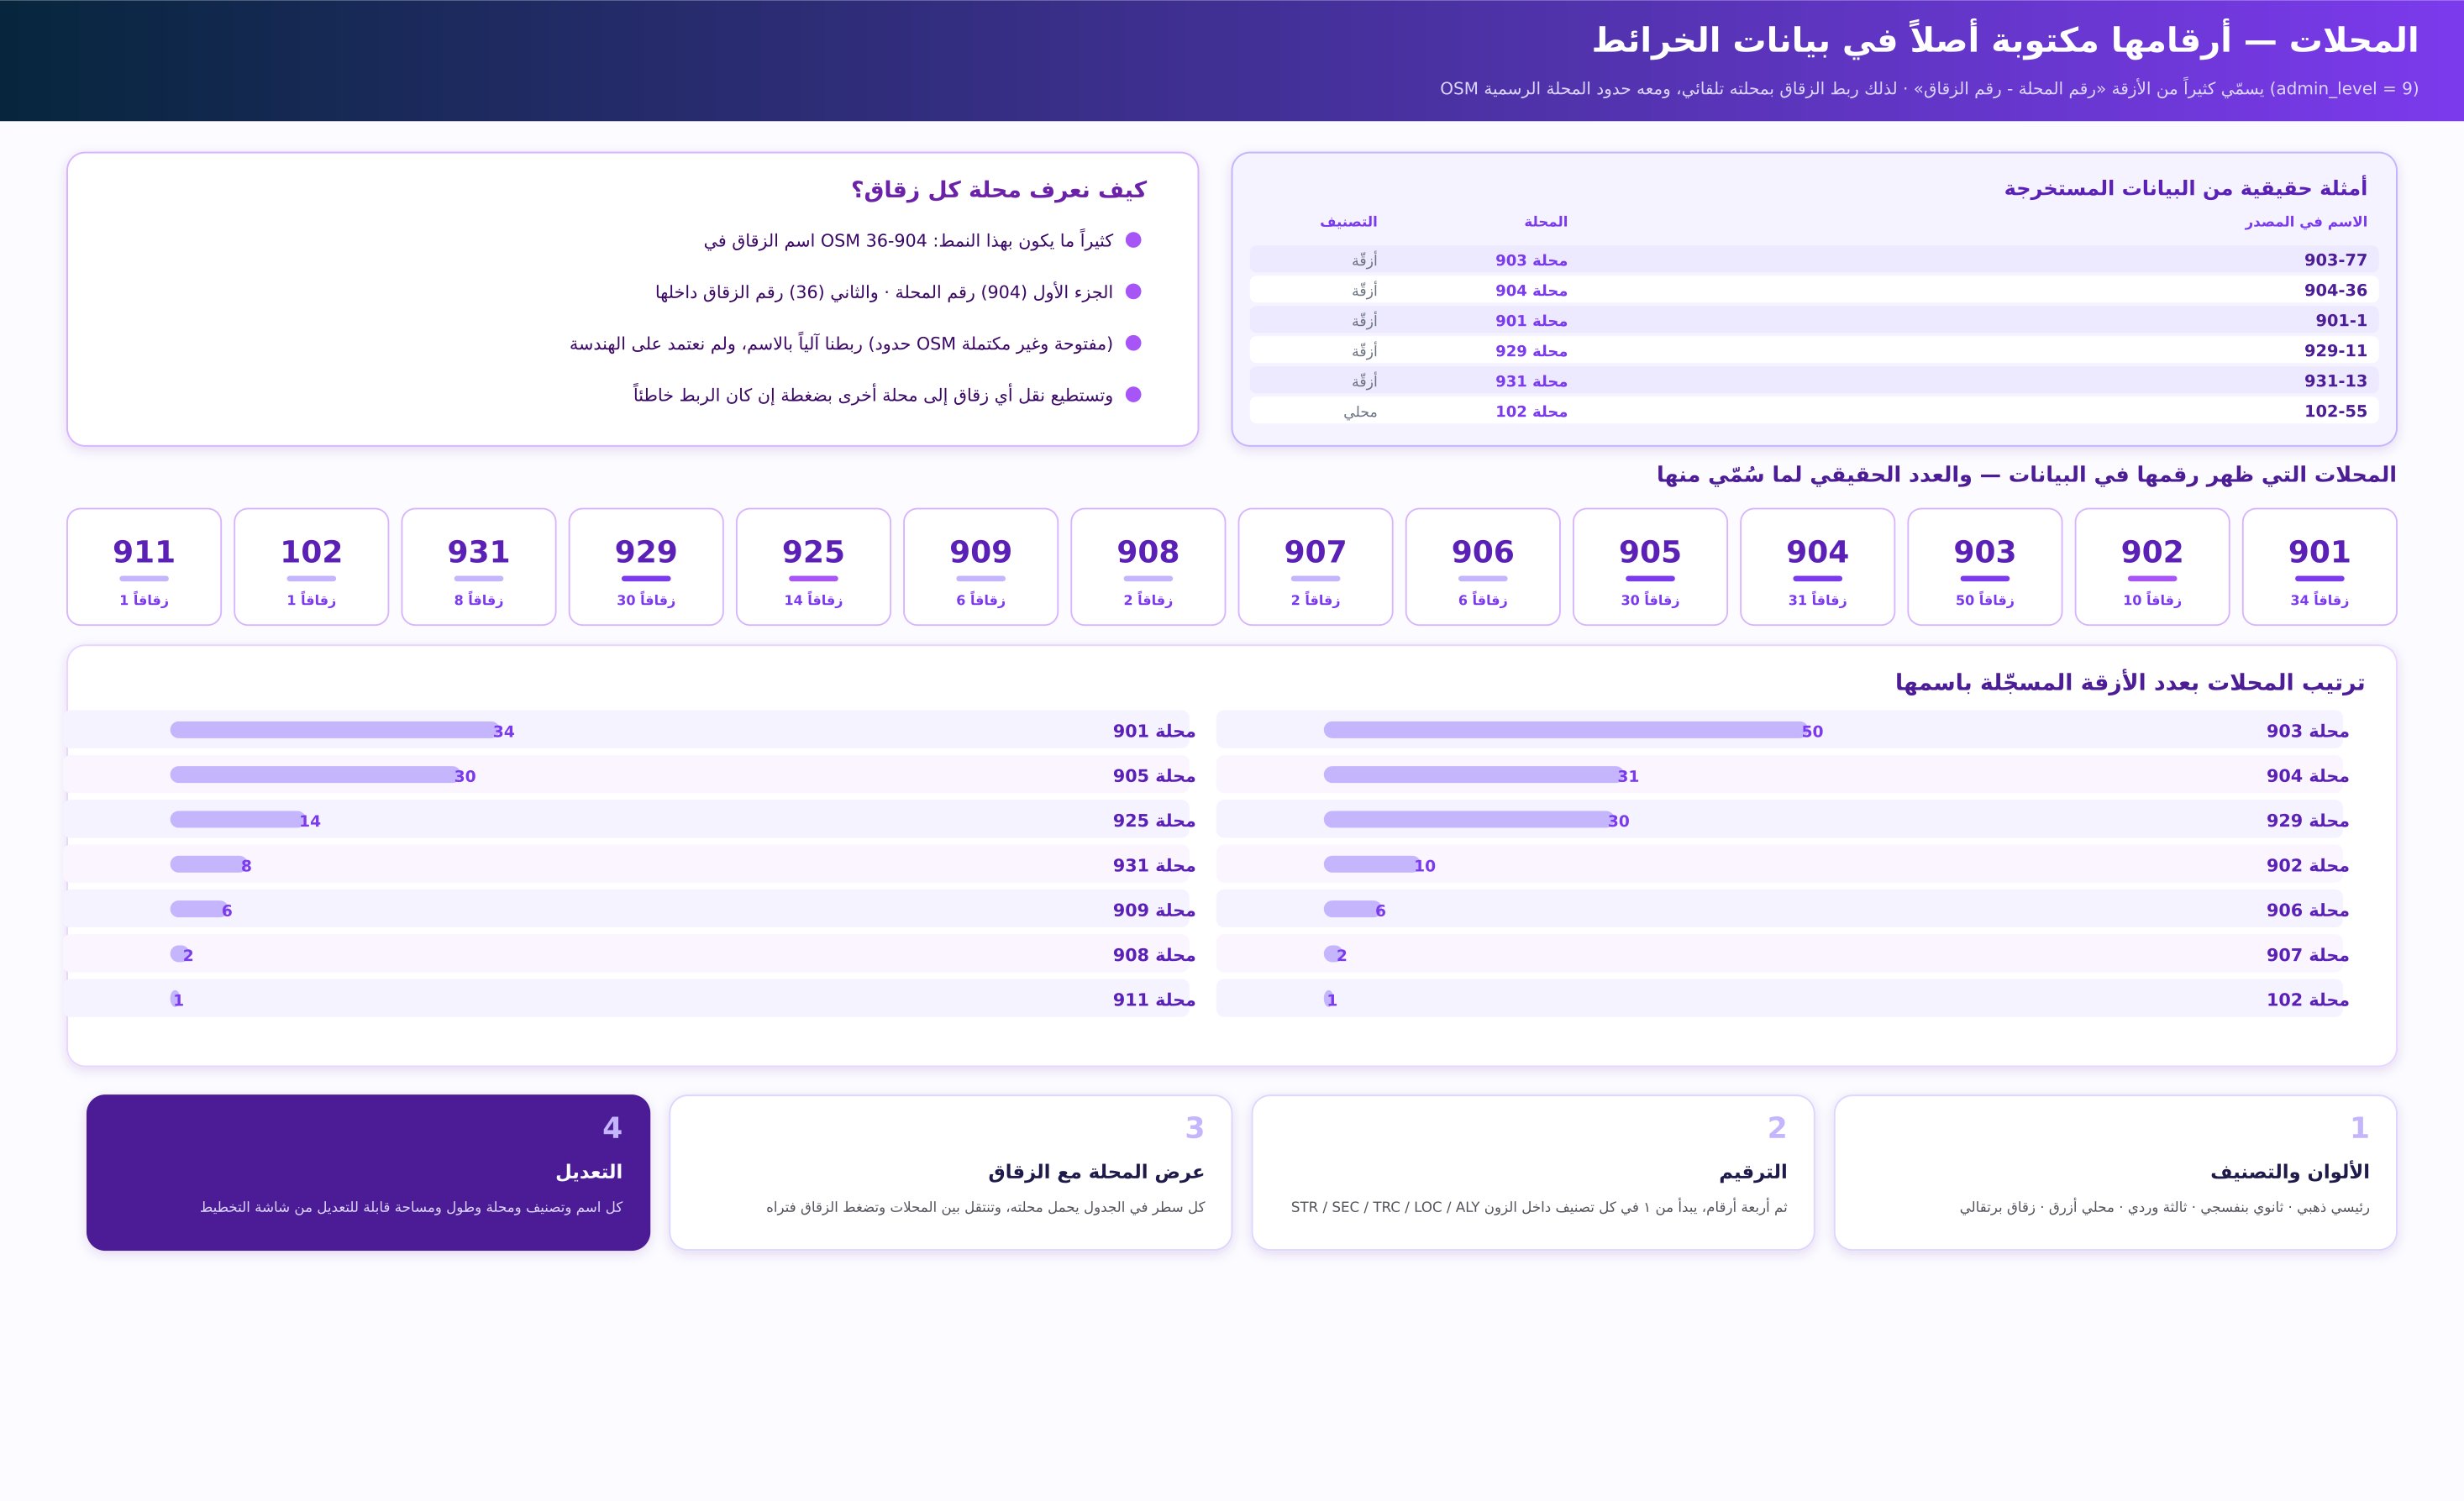 المحلات — أرقامها مكتوبة أصلاً في بيانات الخرائط
(admin_level = 9) يسمّي كثيراً من الأزقة «رقم المحلة - رقم الزقاق» · لذلك ربط الزقاق بمحلته تلقائي، ومعه حدود المحلة الرسمية OSM
أمثلة حقيقية من البيانات المستخرجة
الاسم في المصدر المحلة التصنيف
903-77 محلة 903 أزقّة
904-36 محلة 904 أزقّة
901-1 محلة 901 أزقّة
929-11 محلة 929 أزقّة
931-13 محلة 931 أزقّة
102-55 محلة 102 محلي
كيف نعرف محلة كل زقاق؟
كثيراً ما يكون بهذا النمط: 904-36 OSM اسم الزقاق في
الجزء الأول (904) رقم المحلة · والثاني (36) رقم الزقاق داخلها
(مفتوحة وغير مكتملة OSM حدود) ربطنا آلياً بالاسم، ولم نعتمد على الهندسة
وتستطيع نقل أي زقاق إلى محلة أخرى بضغطة إن كان الربط خاطئاً
المحلات التي ظهر رقمها في البيانات — والعدد الحقيقي لما سُمّي منها
901 902 903 904 905 906 907 908 909 925 929 931 102 911
34 زقاقاً 10 زقاقاً 50 زقاقاً 31 زقاقاً 30 زقاقاً 6 زقاقاً 2 زقاقاً 2 زقاقاً 6 زقاقاً 14 زقاقاً 30 زقاقاً 8 زقاقاً 1 زقاقاً 1 زقاقاً
ترتيب المحلات بعدد الأزقة المسجّلة باسمها
محلة 903 50 محلة 901 34
محلة 904 31 محلة 905 30
محلة 929 30 محلة 925 14
محلة 902 10 محلة 931 8
محلة 906 6 محلة 909 6
محلة 907 2 محلة 908 2
محلة 102 1 محلة 911 1
1
الألوان والتصنيف
رئيسي ذهبي · ثانوي بنفسجي · ثالثة وردي · محلي أزرق · زقاق برتقالي
2
الترقيم
ثم أربعة أرقام، يبدأ من ١ في كل تصنيف داخل الزون STR / SEC / TRC / LOC / ALY
3
عرض المحلة مع الزقاق
كل سطر في الجدول يحمل محلته، وتنتقل بين المحلات وتضغط الزقاق فتراه
4
التعديل
كل اسم وتصنيف ومحلة وطول ومساحة قابلة للتعديل من شاشة التخطيط